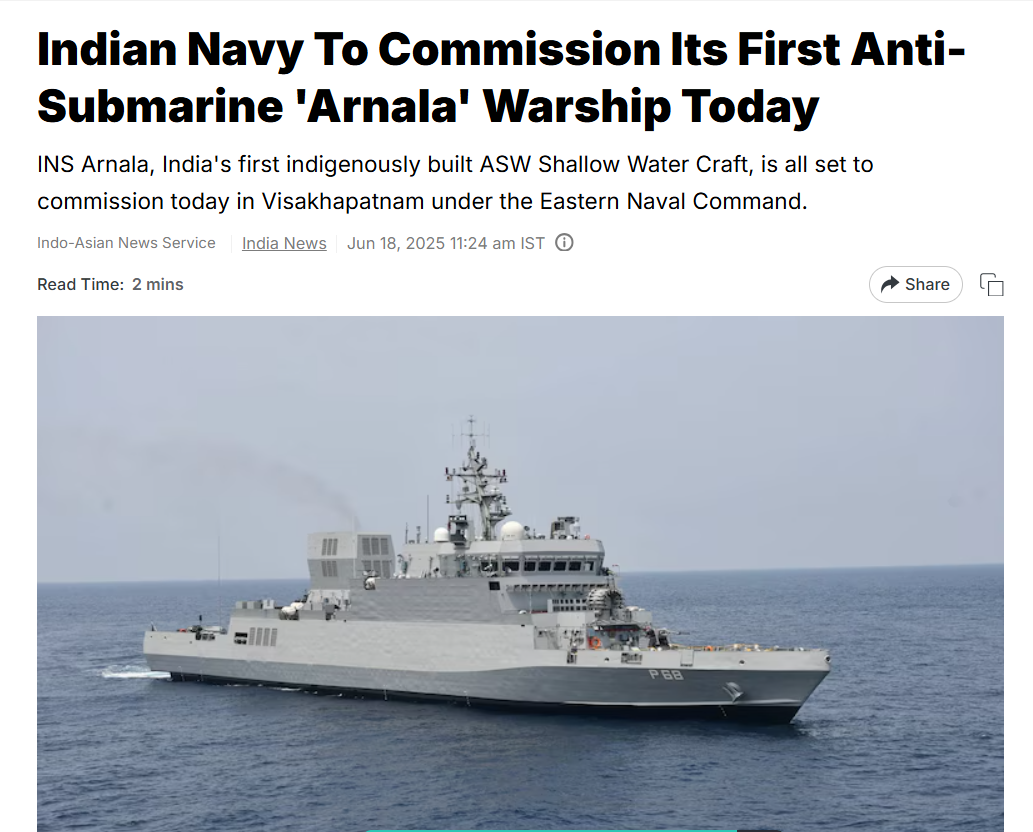 Indian Navy To Commission Its First Anti-
Submarine 'Arnala' Warship Today
INS Arnala, India's first indigenously built ASW Shallow Water Craft, is all set to
commission today in Visakhapatnam under the Eastern Naval Command.
Indo-Asian News Service India News Jun 18, 2025 11:24 am IST
Read Time: 2 mins Share
P68